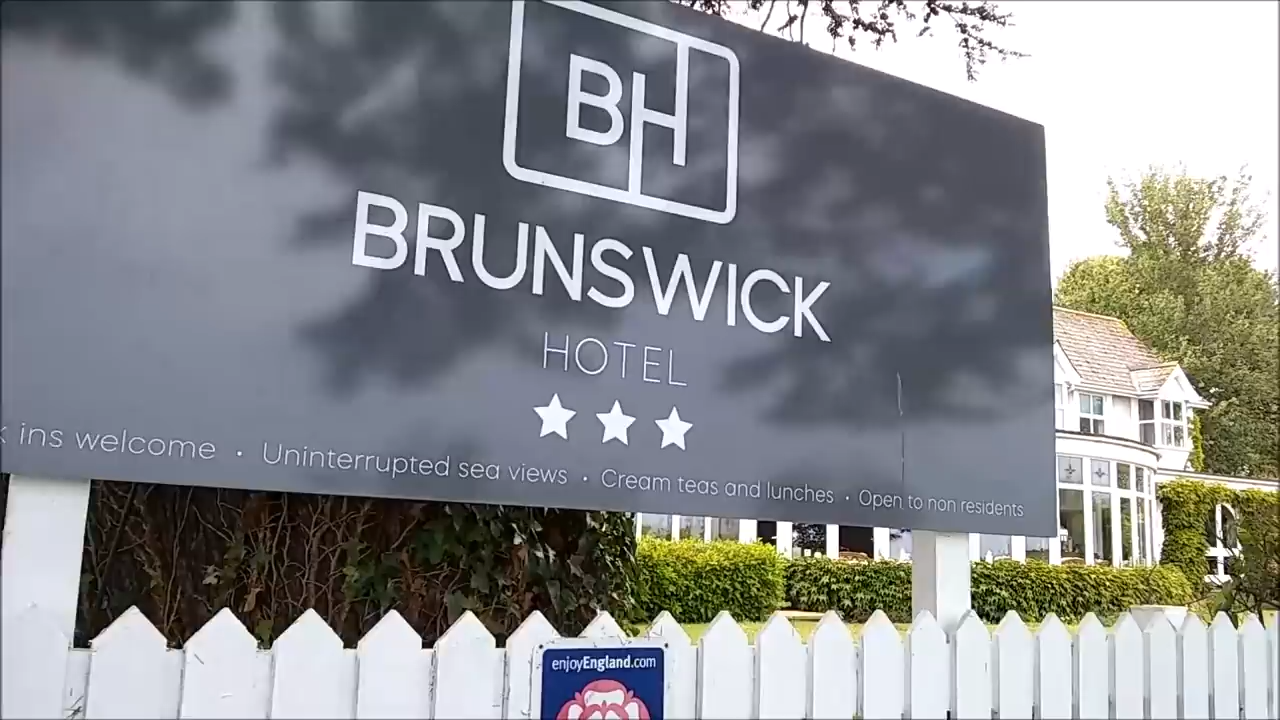 BH
BRUNSWICK
HOTEL
ins welcome • Uninterrupted sea views • Cream teas and lunches • Open to non residents
enjoyEngland.com